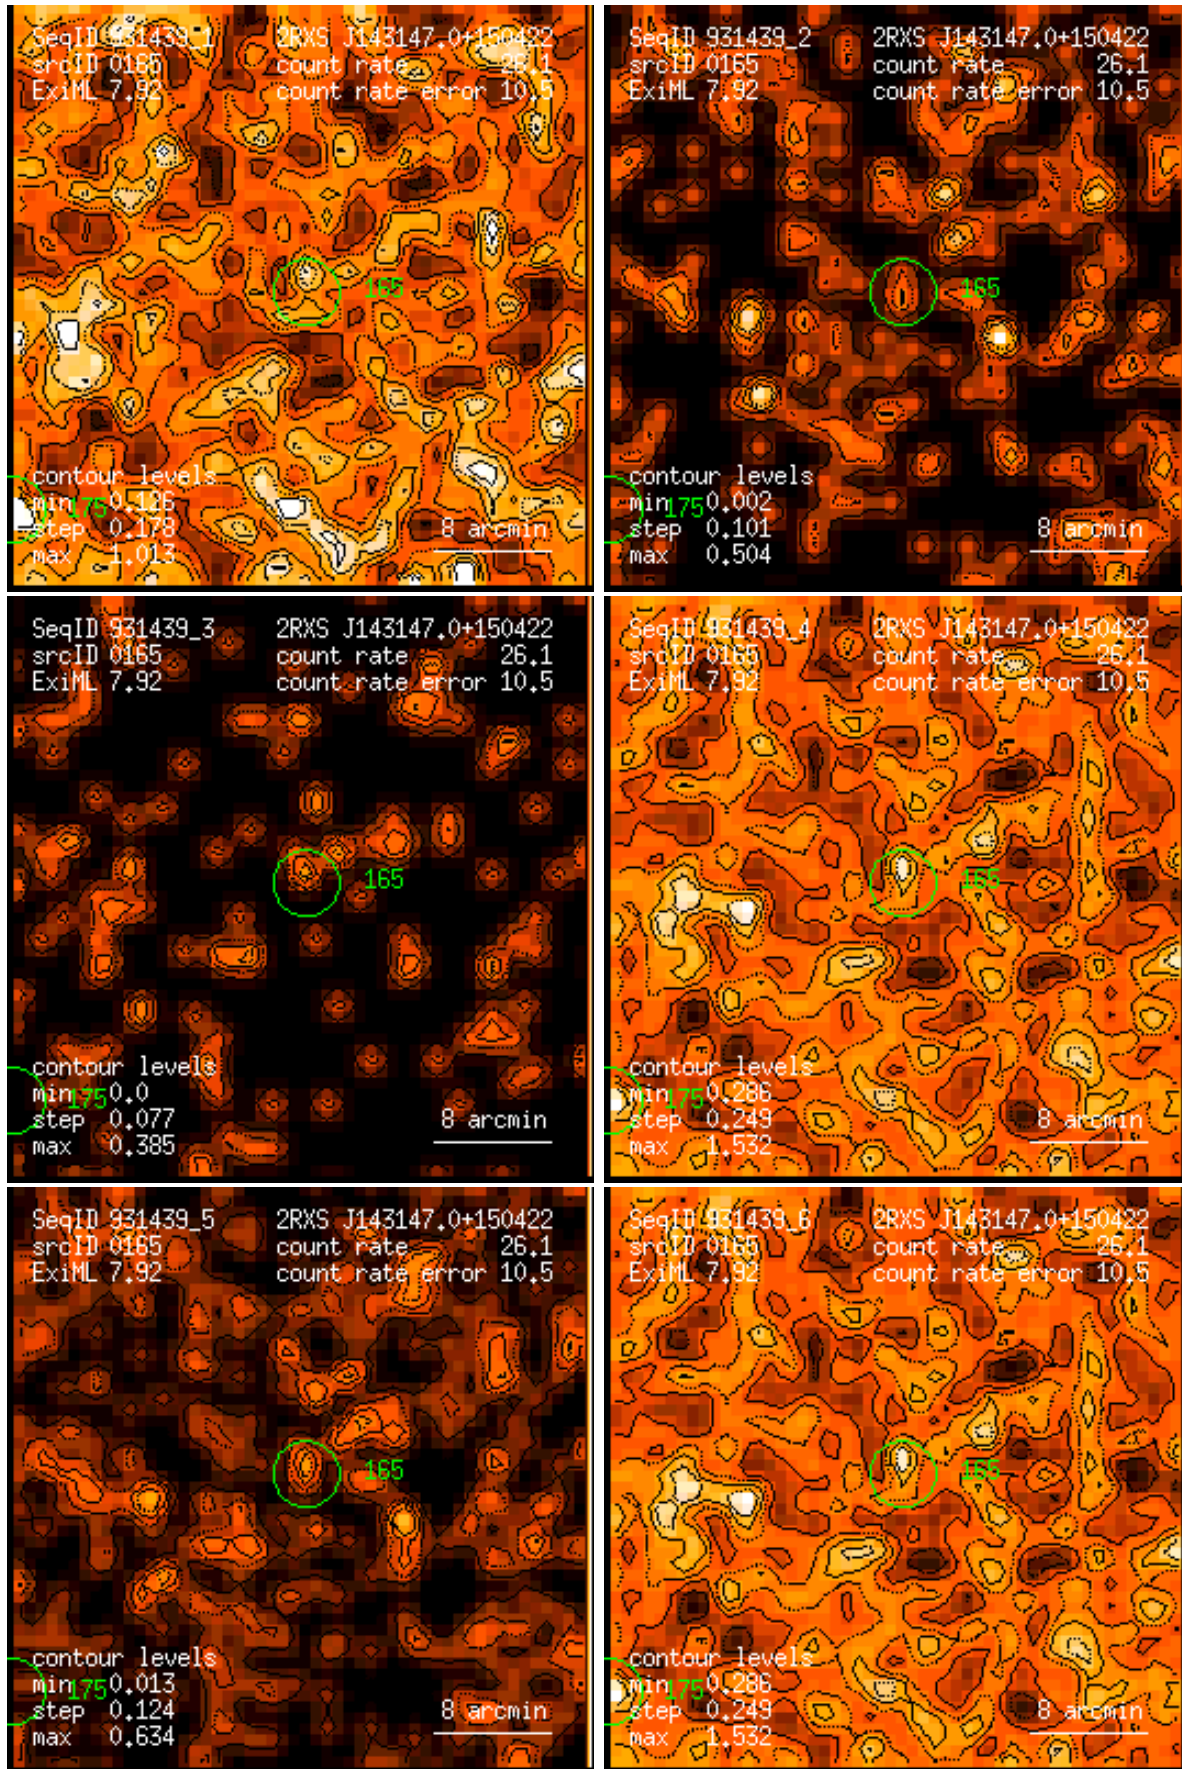 SeqID 931439_1 2RXS J143147.0+150422
srcID 0165 count rate 26.1
ExiML 7.92 count rate error 10.5
165
contour levels
min 0.126
175
step 0.178
8 arcmin
max 1.013
SeqID 931439_2 2RXS J143147.0+150422
srcID 0165 count rate 26.1
ExiML 7.92 count rate error 10.5
165
contour levels
min 0.002
175
step 0.101
8 arcmin
max 0.504
SeqID 931439_3 2RXS J143147.0+150422
srcID 0165 count rate 26.1
ExiML 7.92 count rate error 10.5
165
contour levels
min 0.0
175
step 0.077
8 arcmin
max 0.385
SeqID 931439_4 2RXS J143147.0+150422
srcID 0165 count rate 26.1
ExiML 7.92 count rate error 10.5
165
contour levels
min 0.286
175
step 0.249
8 arcmin
max 1.532
SeqID 931439_5 2RXS J143147.0+150422
srcID 0165 count rate 26.1
ExiML 7.92 count rate error 10.5
165
contour levels
min 0.013
175
step 0.124
8 arcmin
max 0.634
SeqID 931439_6 2RXS J143147.0+150422
srcID 0165 count rate 26.1
ExiML 7.92 count rate error 10.5
165
contour levels
min 0.286
175
step 0.249
8 arcmin
max 1.532